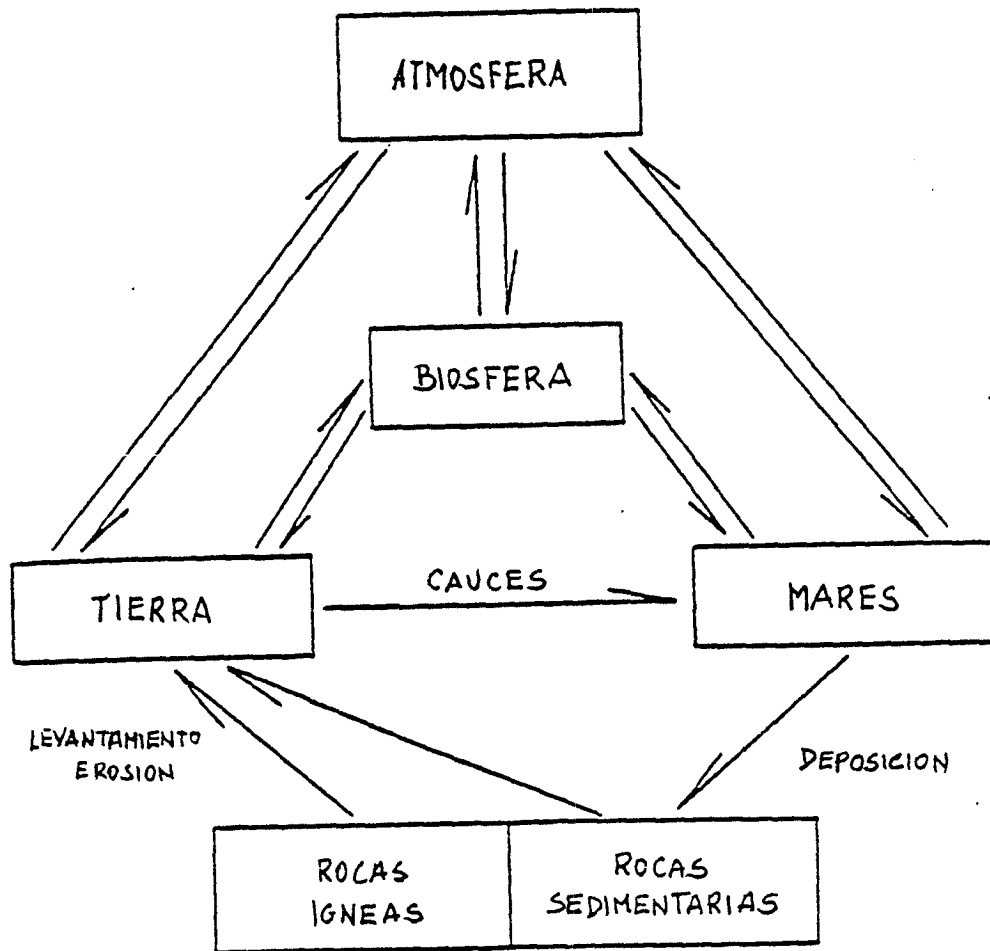 ATMOSFERA
BIOSFERA
CAUCES
TIERRA
MARES
LEVANTAMIENTO
EROSION
DEPOSICION
ROCAS
IGNEAS
ROCAS
SEDIMENTARIAS